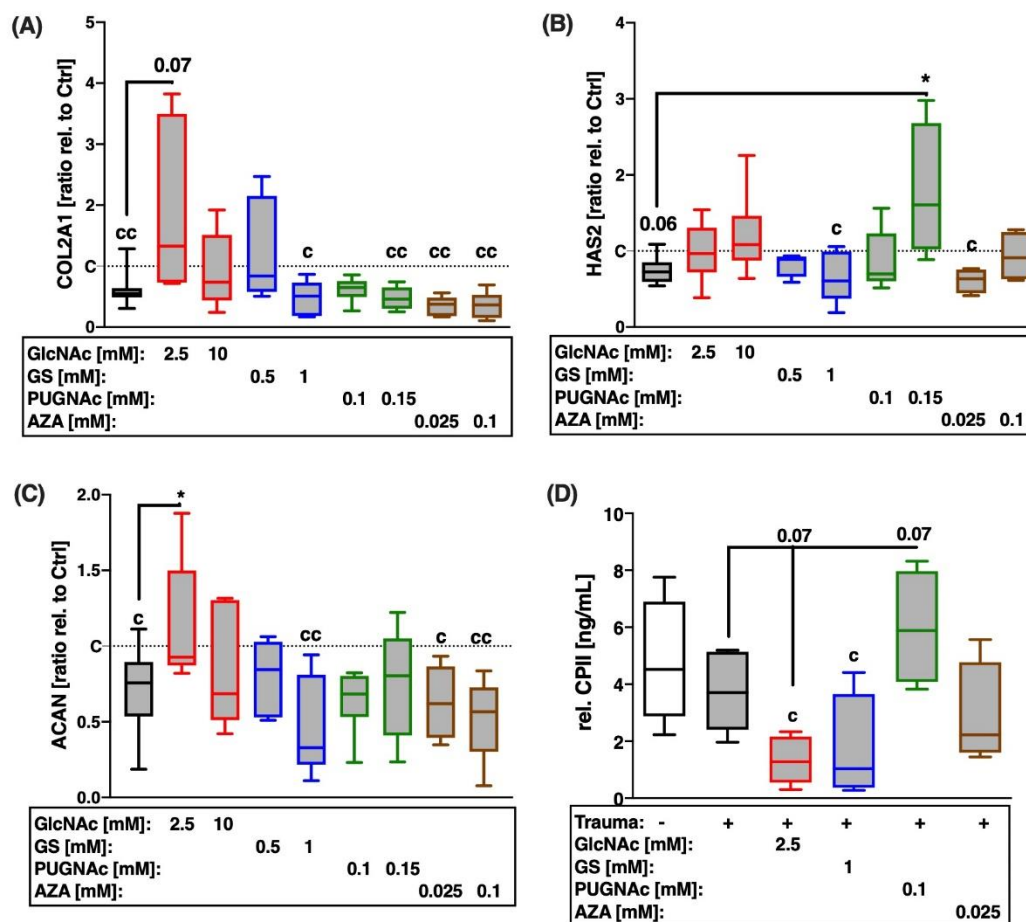 (A)
COL2A1 [ratio rel. to Ctrl]
5
4
3
2
C
0
0.07
cc
c
cc
cc
cc
GlcNAc [mM]: 2.5 10
GS [mM]: 0.5 1
PUGNAc [mM]: 0.1 0.15
AZA [mM]: 0.025 0.1
(B)
HAS2 [ratio rel. to Ctrl]
4
3
2
C
0
*
0.06
c
c
GlcNAc [mM]: 2.5 10
GS [mM]: 0.5 1
PUGNAc [mM]: 0.1 0.15
AZA [mM]: 0.025 0.1
(C)
ACAN [ratio rel. to Ctrl]
2.0
1.5
C
0.5
0.0
*
c
cc
c
cc
GlcNAc [mM]: 2.5 10
GS [mM]: 0.5 1
PUGNAc [mM]: 0.1 0.15
AZA [mM]: 0.025 0.1
(D)
rel. CPII [ng/mL]
10
8
6
4
2
0
0.07 0.07
c
c
Trauma: - + + + + +
GlcNAc [mM]: 2.5
GS [mM]: 1
PUGNAc [mM]: 0.1
AZA [mM]: 0.025